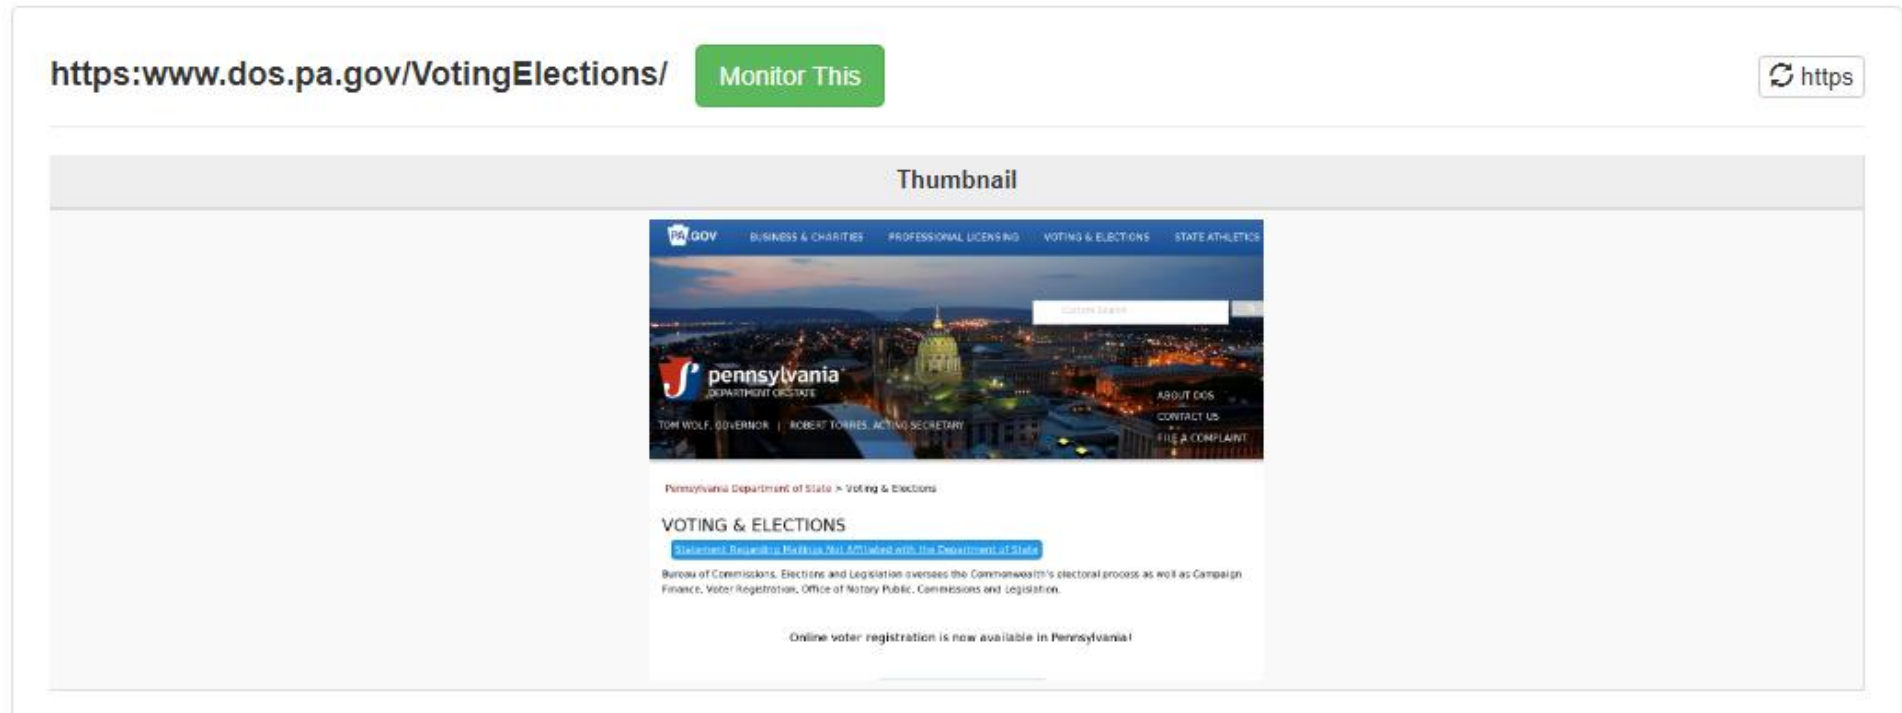 https:www.dos.pa.gov/VotingElections/ Monitor This https
Thumbnail
PA.GOV BUSINESS & CHARITIES PROFESSIONAL LICENSING VOTING & ELECTIONS STATE ATHLETICS
Custom Search
pennsylvania
DEPARTMENT OF STATE
ABOUT DOS
CONTACT US
TOM WOLF, GOVERNOR | ROBERT TORRES, ACTING SECRETARY
FILE A COMPLAINT
Pennsylvania Department of State > Voting & Elections
VOTING & ELECTIONS
Statement Regarding Mailings Not Affiliated with the Department of State
Bureau of Commissions, Elections and Legislation oversees the Commonwealth's electoral process as well as Campaign
Finance, Voter Registration, Office of Notary Public, Commissions and Legislation.
Online voter registration is now available in Pennsylvania!